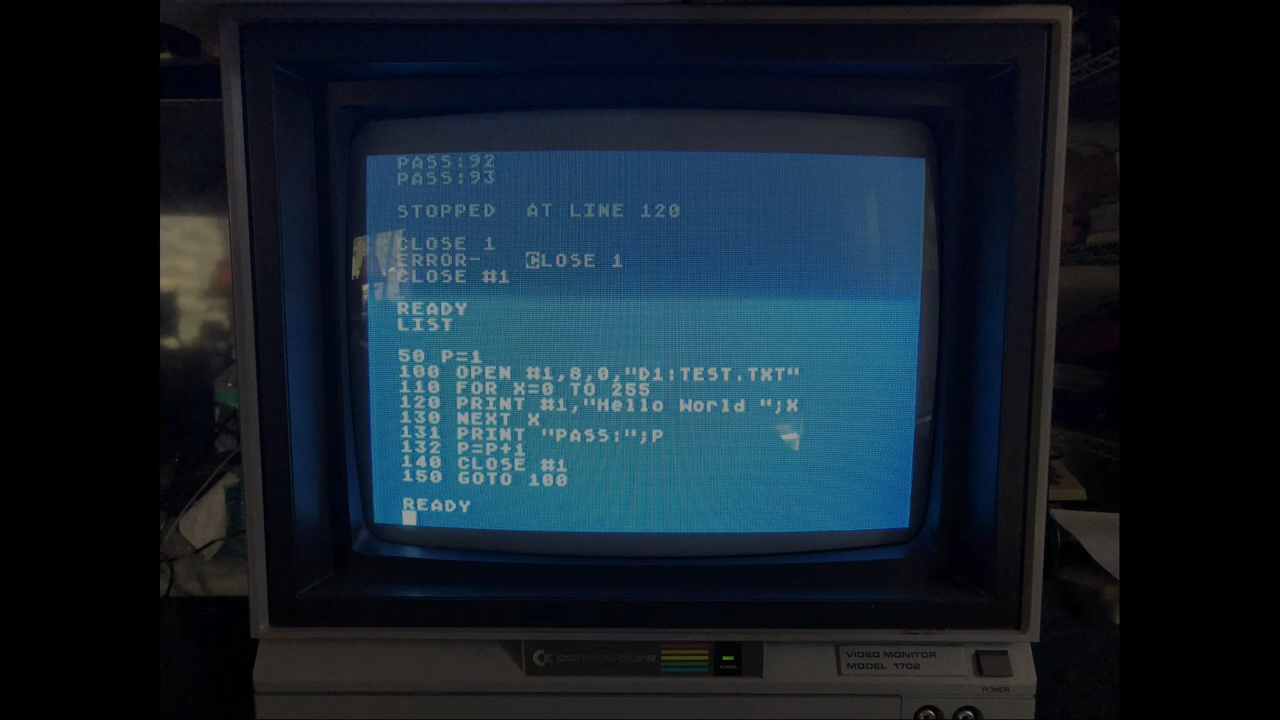 PASS:92
PASS:93
STOPPED AT LINE 120
CLOSE 1
ERROR- CLOSE 1
CLOSE #1
READY
LIST
50 P=1
100 OPEN #1,8,0,"D1:TEST.TXT"
110 FOR X=0 TO 255
120 PRINT #1,"Hello World ";X
130 NEXT X
131 PRINT "PASS:";P
132 P=P+1
140 CLOSE #1
150 GOTO 100
READY
commodore
POWER
VIDEO MONITOR
MODEL 1702
POWER